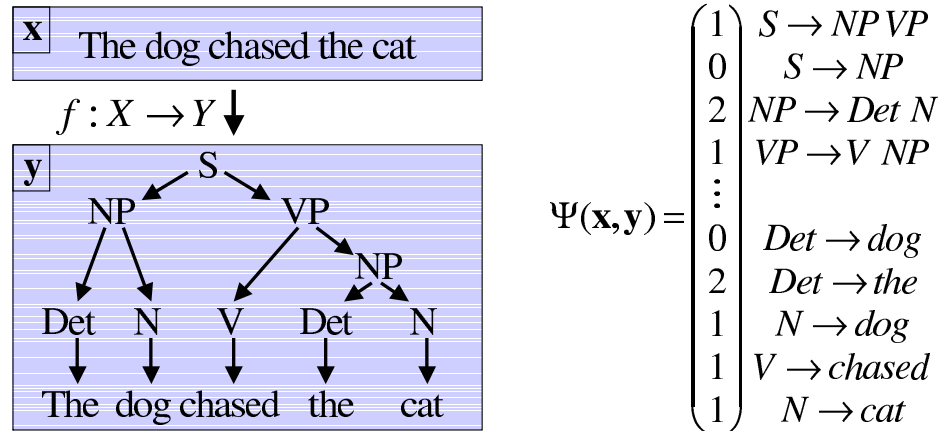 x
The dog chased the cat
f : X → Y
y
S
NP VP
NP
Det N V Det N
The dog chased the cat
Ψ(x,y) =
1 S → NP VP
0 S → NP
2 NP → Det N
1 VP → V NP
⋮
0 Det → dog
2 Det → the
1 N → dog
1 V → chased
1 N → cat